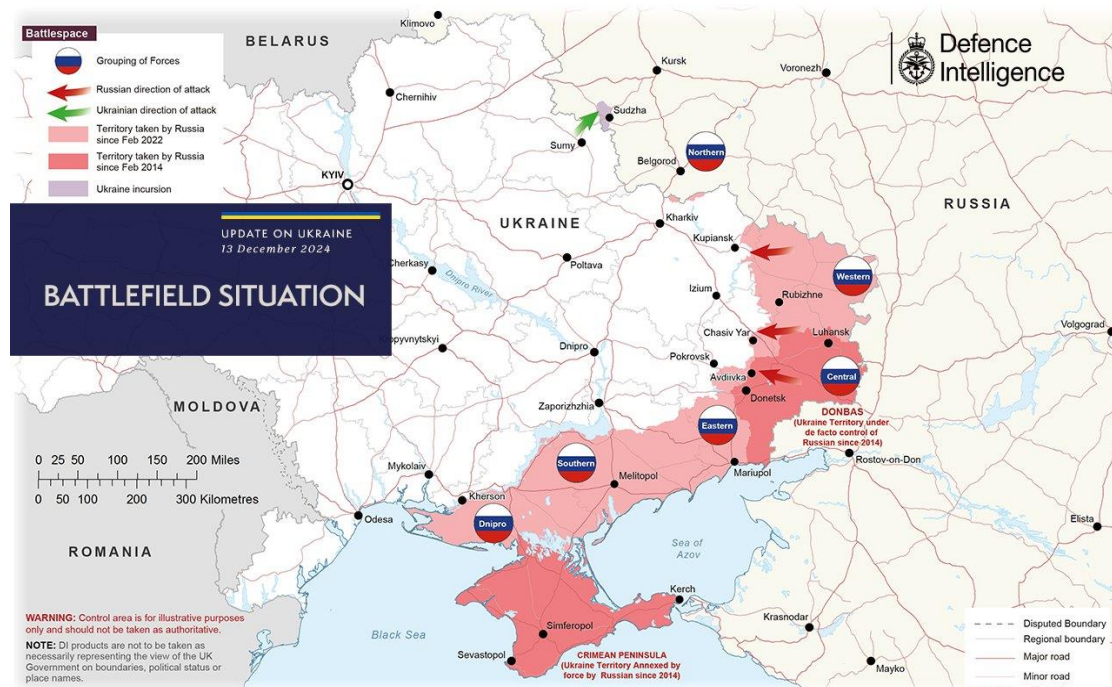 Battlespace
Grouping of Forces
Russian direction of attack
Ukrainian direction of attack
Territory taken by Russia
since Feb 2022
Territory taken by Russia
since Feb 2014
Ukraine incursion
UPDATE ON UKRAINE
13 December 2024
BATTLEFIELD SITUATION
Defence
Intelligence
Klimovo
BELARUS
Kursk
Voronezh
Chernihiv
Sudzha
Sumy
Northern
Belgorod
KYIV
RUSSIA
UKRAINE
Kharkiv
Kupiansk
Cherkasy
Poltava
Dnipro River
Western
Izium
Rubizhne
Volgograd
Chasiv Yar
Luhansk
Kropyvnytskyi
Dnipro
Pokrovsk
Avdiivka
Central
Donetsk
MOLDOVA
Zaporizhzhia
DONBAS
(Ukraine Territory under
de facto control of
Russian since 2014)
Eastern
Rostov-on-Don
0 25 50 100 150 200 Miles
0 50 100 200 300 Kilometres
Mykolaiv
Southern
Melitopol
Mariupol
Kherson
Odesa
Dnipro
Elista
ROMANIA
Sea of
Azov
Kerch
Krasnodar
WARNING: Control area is for illustrative purposes
only and should not be taken as authoritative.
NOTE: DI products are not to be taken as
necessarily representing the view of the UK
Government on boundaries, political status or
place names.
Black Sea
Simferopol
Sevastopol
CRIMEAN PENINSULA
(Ukraine Territory Annexed by
force by Russian since 2014)
Mayko
Disputed Boundary
Regional boundary
Major road
Minor road